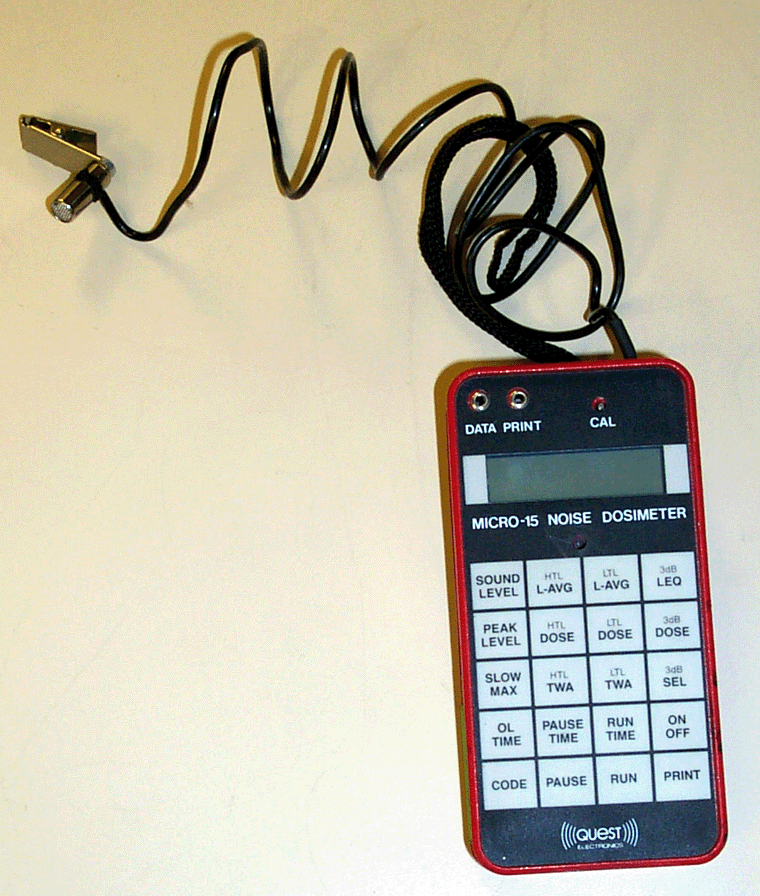 DATA PRINT CAL
MICRO-15 NOISE DOSIMETER
SOUND LEVEL
HTL L-AVG
LTL L-AVG
3dB LEQ
PEAK LEVEL
HTL DOSE
LTL DOSE
3dB DOSE
SLOW MAX
HTL TWA
LTL TWA
3dB SEL
OL TIME
PAUSE TIME
RUN TIME
ON OFF
CODE
PAUSE
RUN
PRINT
QUEST
ELECTRONICS